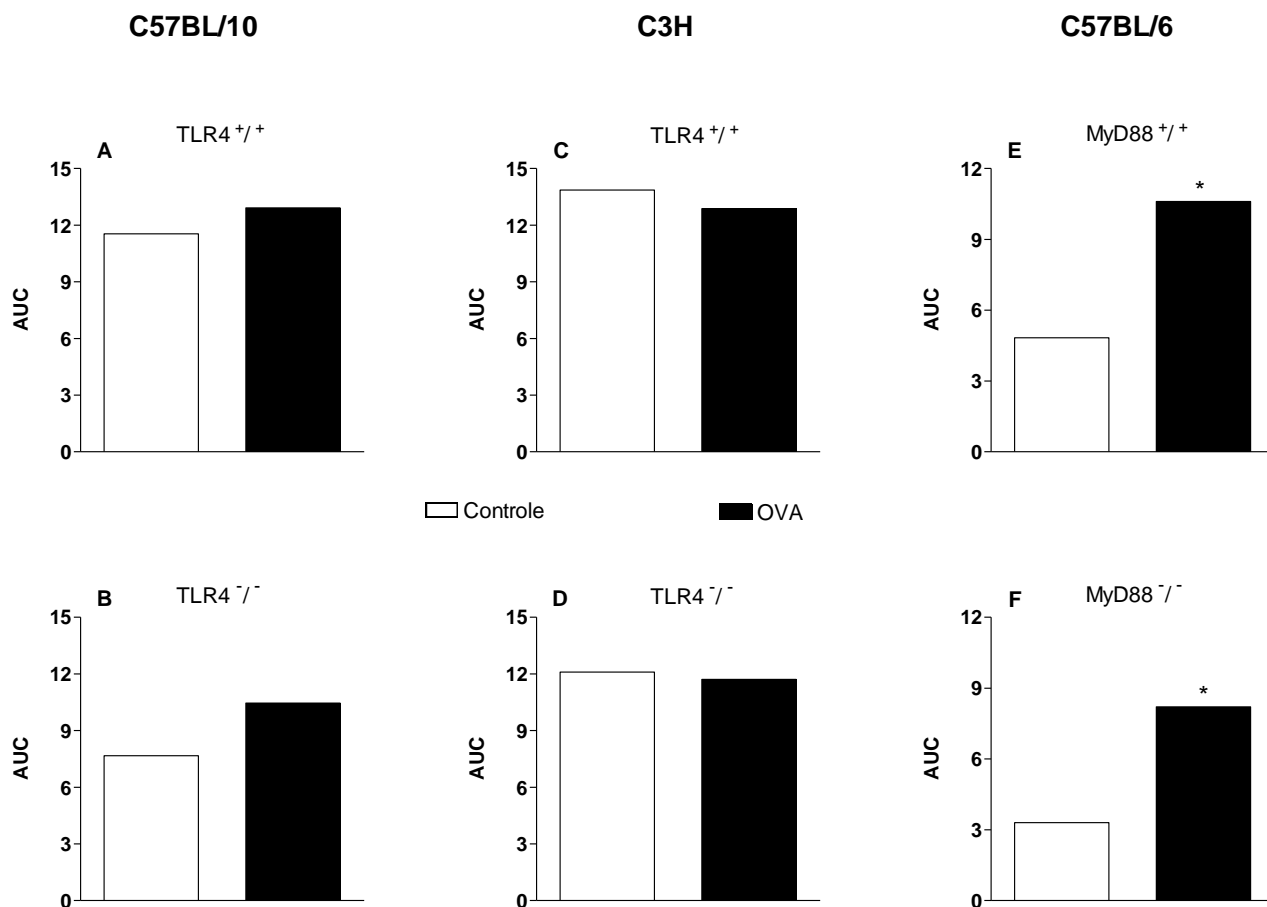 C57BL/10 C3H C57BL/6
A TLR4 +/+
15
12
9
6
3
0
AUC
C TLR4 +/+
15
12
9
6
3
0
AUC
E MyD88 +/+
12
9
6
3
0
AUC
*
Controle OVA
B TLR4 -/-
15
12
9
6
3
0
AUC
D TLR4 -/-
15
12
9
6
3
0
AUC
F MyD88 -/-
12
9
6
3
0
AUC
*